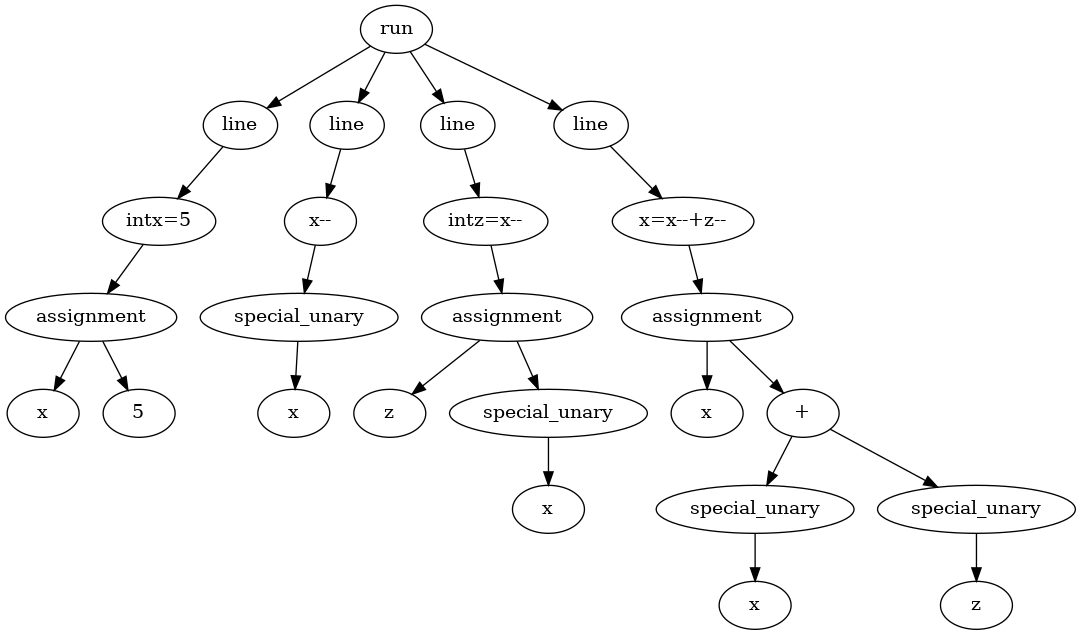 run
line line line line
intx=5 x-- intz=x-- x=x--+z--
assignment special_unary assignment assignment
x 5 x z special_unary x +
x special_unary special_unary
x z